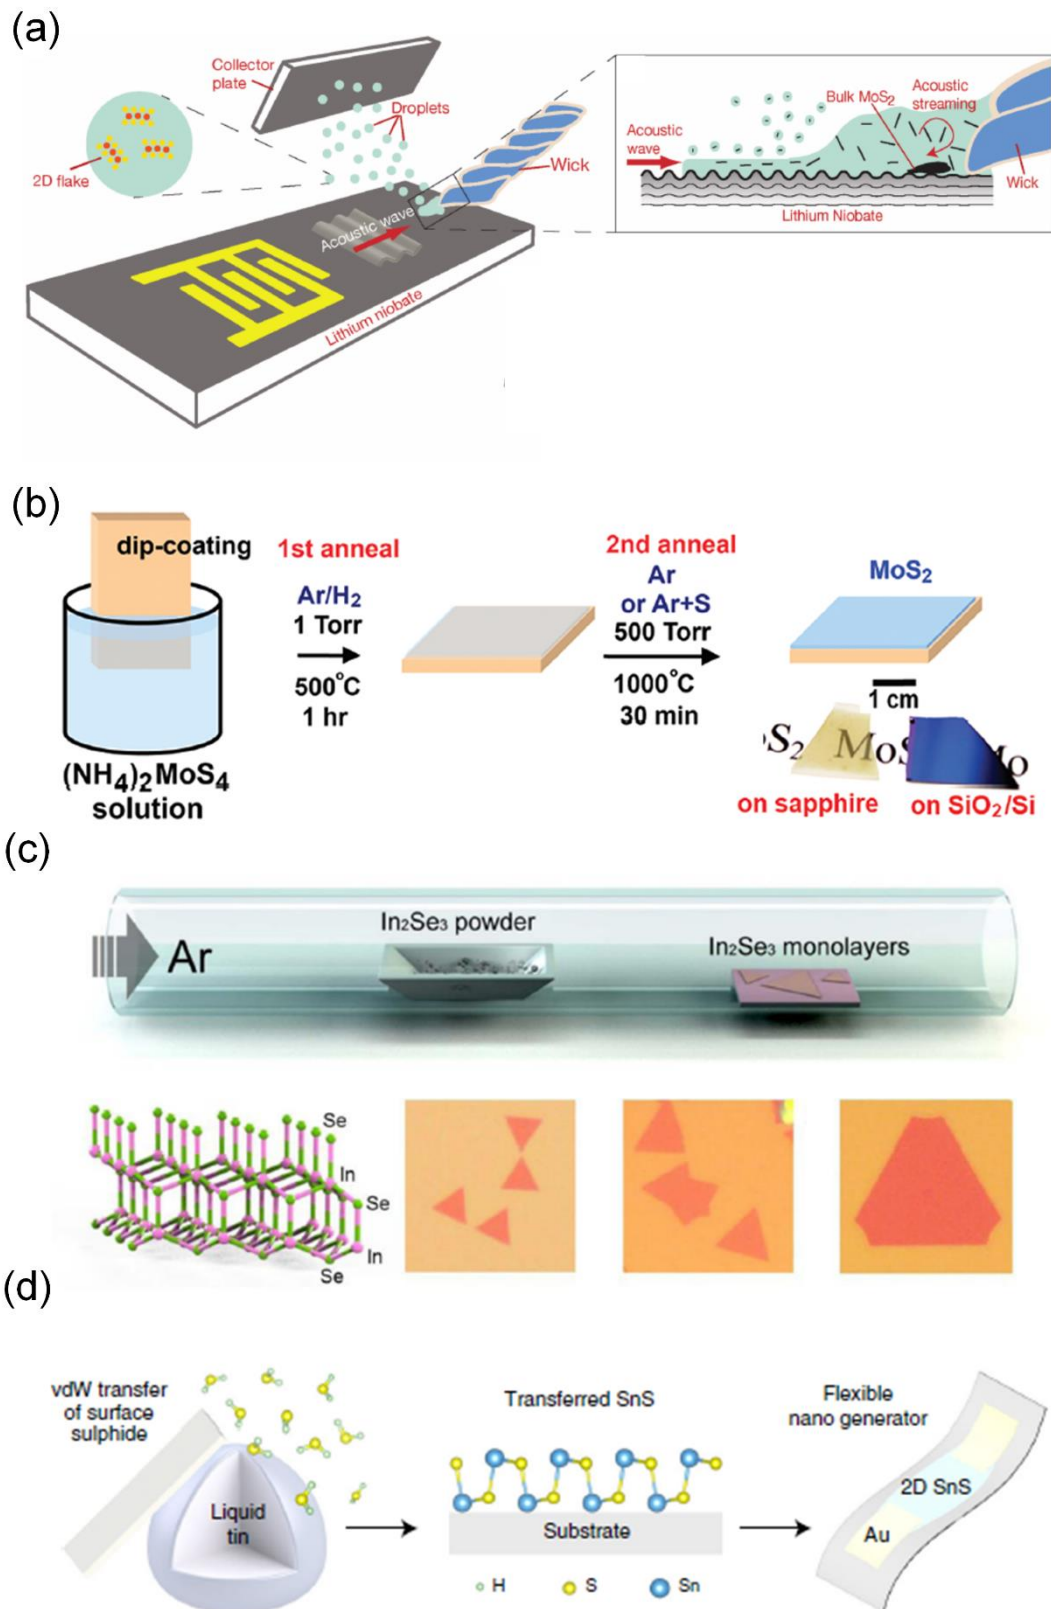 (a)
Collector
plate
Droplets
2D flake
Wick
Acoustic wave
Lithium niobate
Bulk MoS₂
Acoustic
streaming
Acoustic
wave
Wick
Lithium Niobate
(b)
dip-coating
(NH₄)₂MoS₄
solution
1st anneal
Ar/H₂
1 Torr
500°C
1 hr
2nd anneal
Ar
or Ar+S
500 Torr
1000°C
30 min
MoS₂
1 cm
oS₂ MoS Mo
on sapphire
on SiO₂/Si
(c)
Ar
In₂Se₃ powder
In₂Se₃ monolayers
Se
In
Se
In
Se
(d)
vdW transfer
of surface
sulphide
Liquid
tin
Transferred SnS
Substrate
H S Sn
Flexible
nano generator
2D SnS
Au